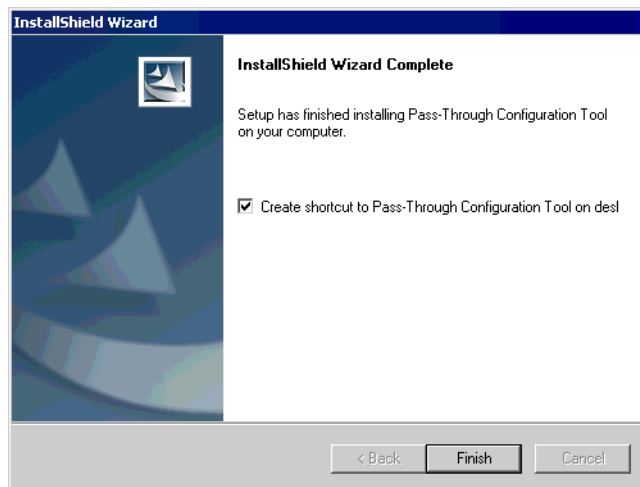 InstallShield Wizard
InstallShield Wizard Complete
Setup has finished installing Pass-Through Configuration Tool
on your computer.
Create shortcut to Pass-Through Configuration Tool on desl
< Back
Finish
Cancel